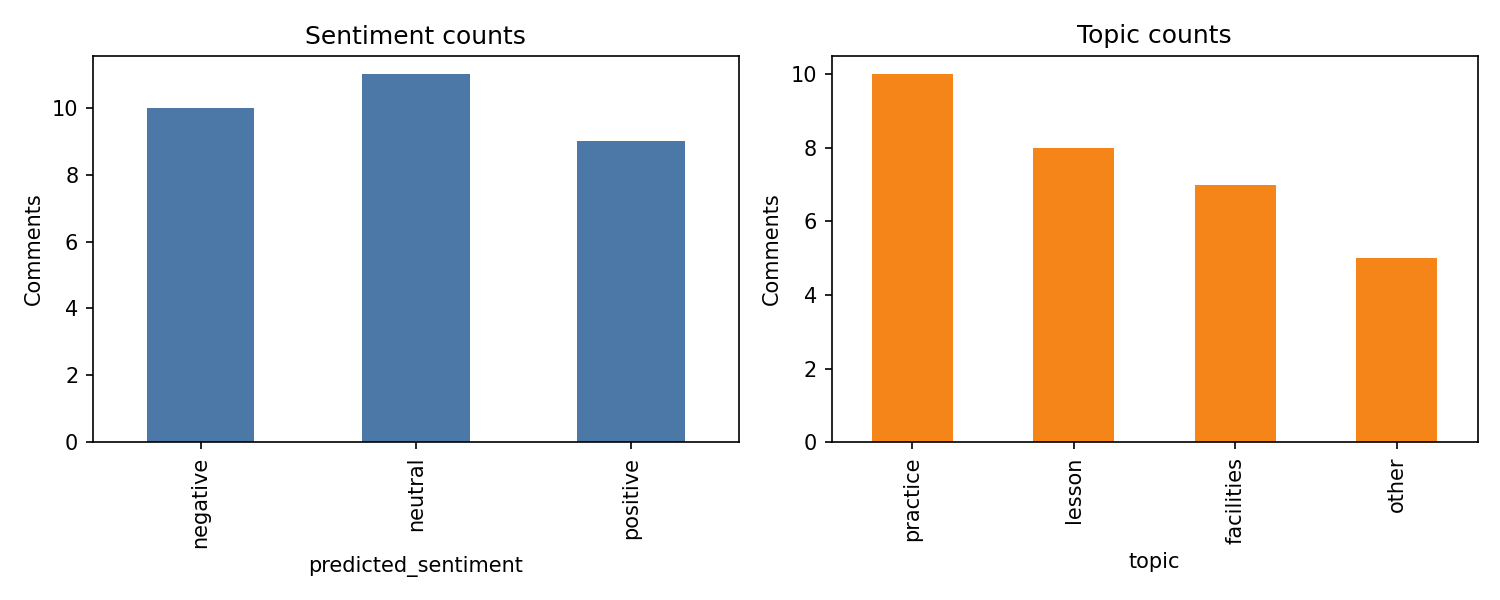 Sentiment counts
Comments
10
8
6
4
2
0
negative
neutral
positive
predicted_sentiment
Topic counts
Comments
10
8
6
4
2
0
practice
lesson
facilities
other
topic